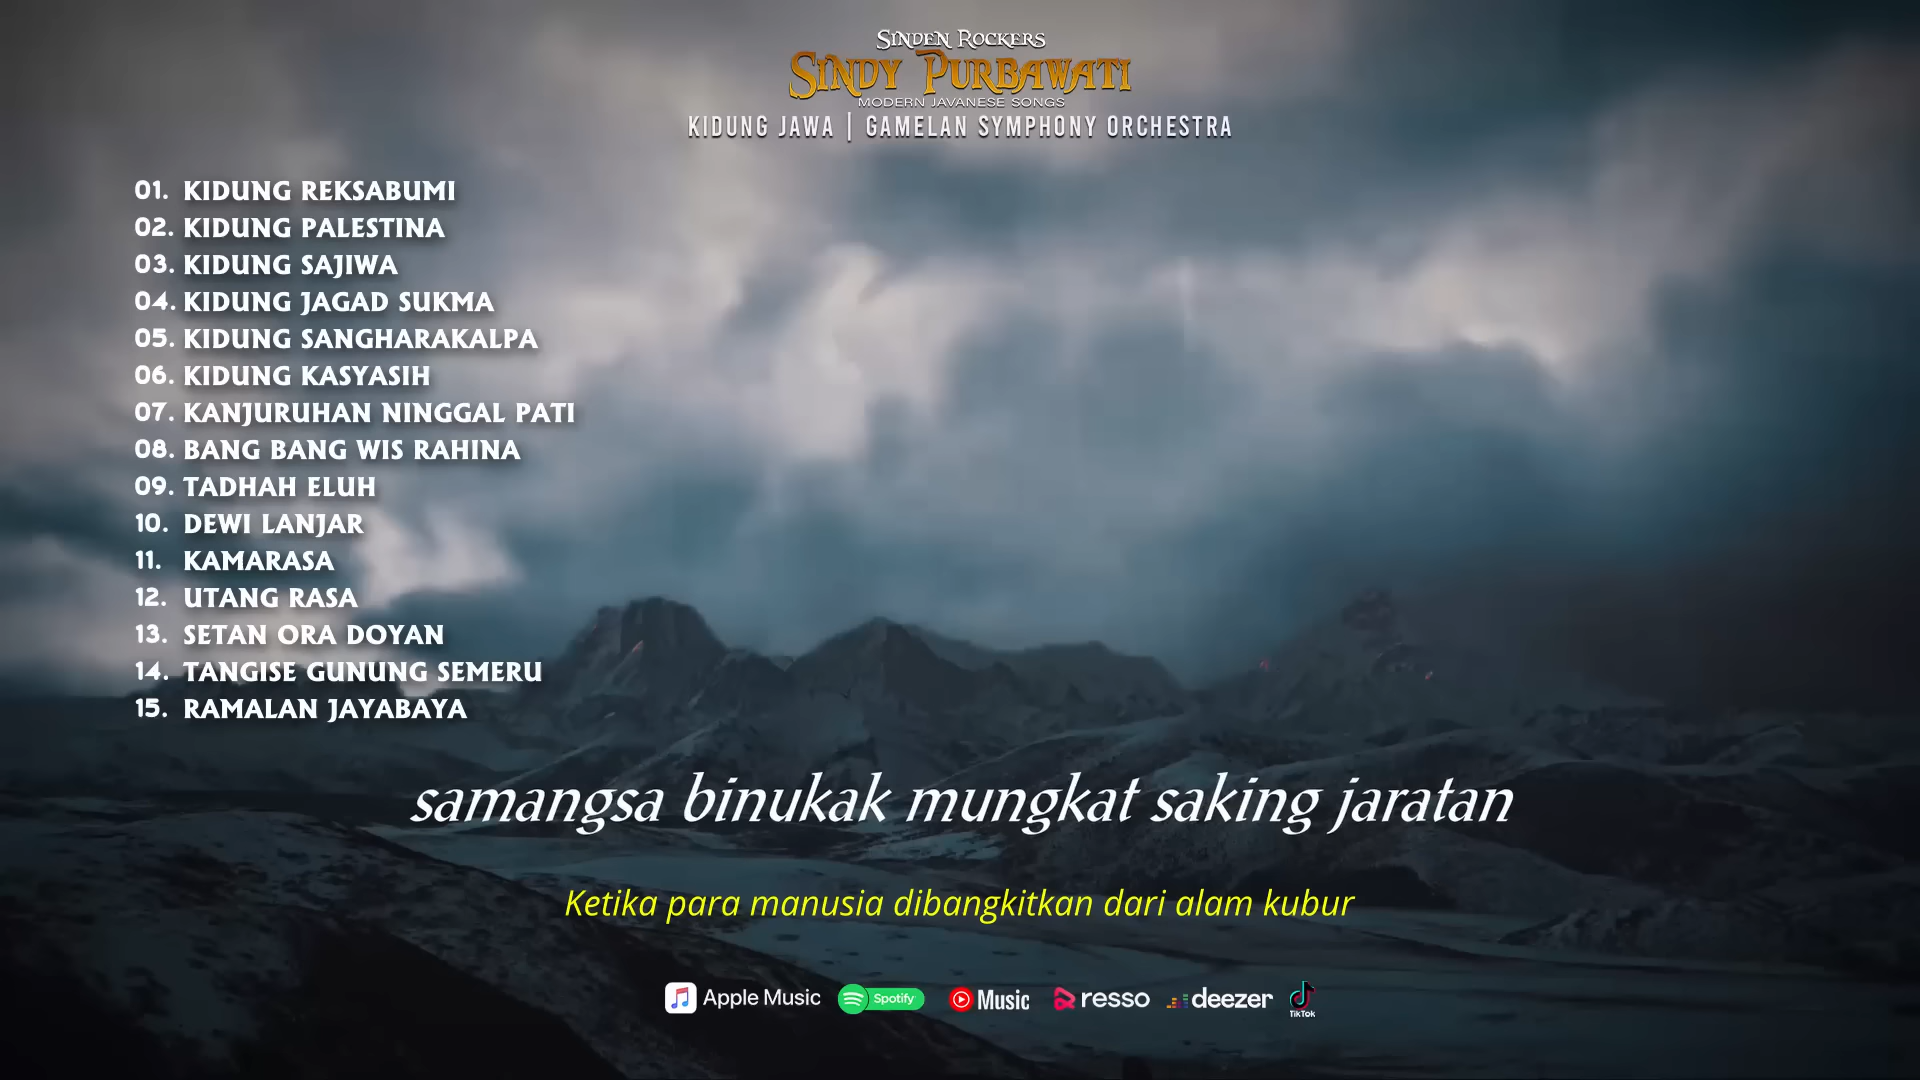 SINDEN ROCKERS
SINDY PURBAWATI
MODERN JAVANESE SONGS
KIDUNG JAWA | GAMELAN SYMPHONY ORCHESTRA
01. KIDUNG REKSABUMI
02. KIDUNG PALESTINA
03. KIDUNG SAJIWA
04. KIDUNG JAGAD SUKMA
05. KIDUNG SANGHARAKALPA
06. KIDUNG KASYASIH
07. KANJURUHAN NINGGAL PATI
08. BANG BANG WIS RAHINA
09. TADHAH ELUH
10. DEWI LANJAR
11. KAMARASA
12. UTANG RASA
13. SETAN ORA DOYAN
14. TANGISE GUNUNG SEMERU
15. RAMALAN JAYABAYA
samangsa binukak mungkat saking jaratan
Ketika para manusia dibangkitkan dari alam kubur
Apple Music Spotify Music resso deezer TikTok